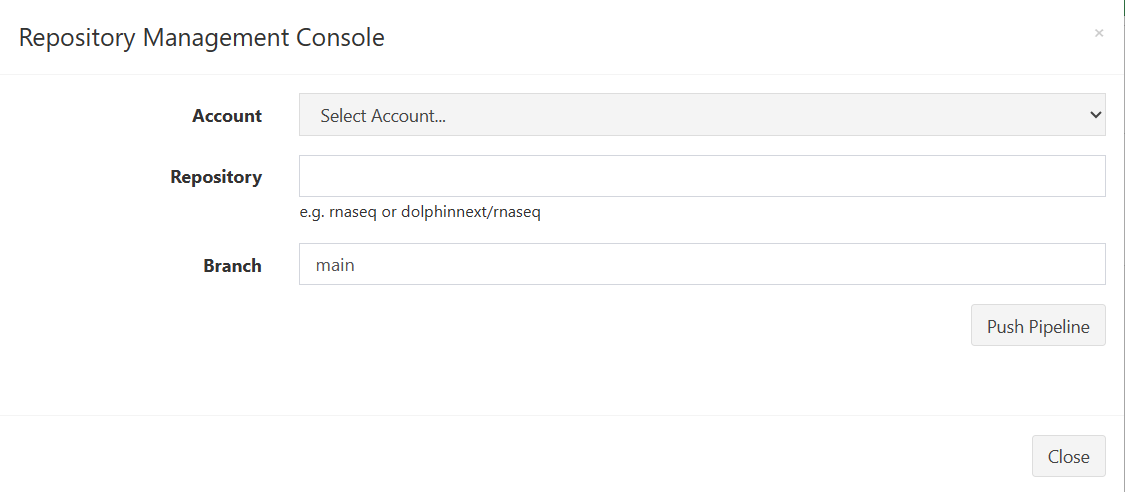 Repository Management Console
×
Account
Select Account...
Repository
e.g. rnaseq or dolphinnext/rnaseq
Branch
main
Push Pipeline
Close